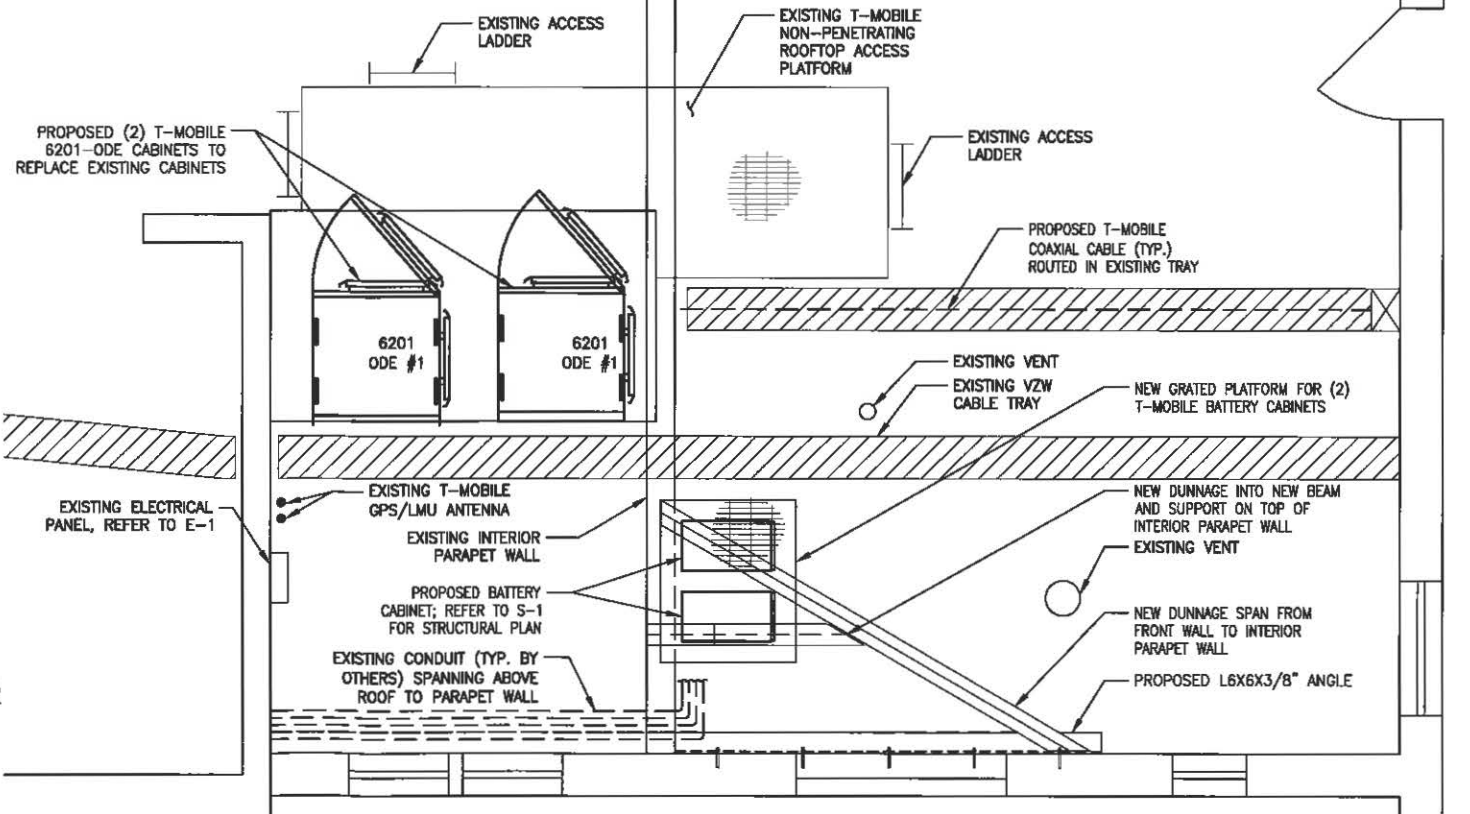 EXISTING ACCESS
LADDER
EXISTING T-MOBILE
NON-PENETRATING
ROOFTOP ACCESS
PLATFORM
PROPOSED (2) T-MOBILE
6201-ODE CABINETS TO
REPLACE EXISTING CABINETS
EXISTING ACCESS
LADDER
PROPOSED T-MOBILE
COAXIAL CABLE (TYP.)
ROUTED IN EXISTING TRAY
6201
ODE #1
6201
ODE #1
EXISTING VENT
EXISTING VZW
CABLE TRAY
NEW GRATED PLATFORM FOR (2)
T-MOBILE BATTERY CABINETS
EXISTING ELECTRICAL
PANEL, REFER TO E-1
EXISTING T-MOBILE
GPS/LMU ANTENNA
EXISTING INTERIOR
PARAPET WALL
NEW DUNNAGE INTO NEW BEAM
AND SUPPORT ON TOP OF
INTERIOR PARAPET WALL
EXISTING VENT
PROPOSED BATTERY
CABINET; REFER TO S-1
FOR STRUCTURAL PLAN
NEW DUNNAGE SPAN FROM
FRONT WALL TO INTERIOR
PARAPET WALL
EXISTING CONDUIT (TYP. BY
OTHERS) SPANNING ABOVE
ROOF TO PARAPET WALL
PROPOSED L6X6X3/8" ANGLE